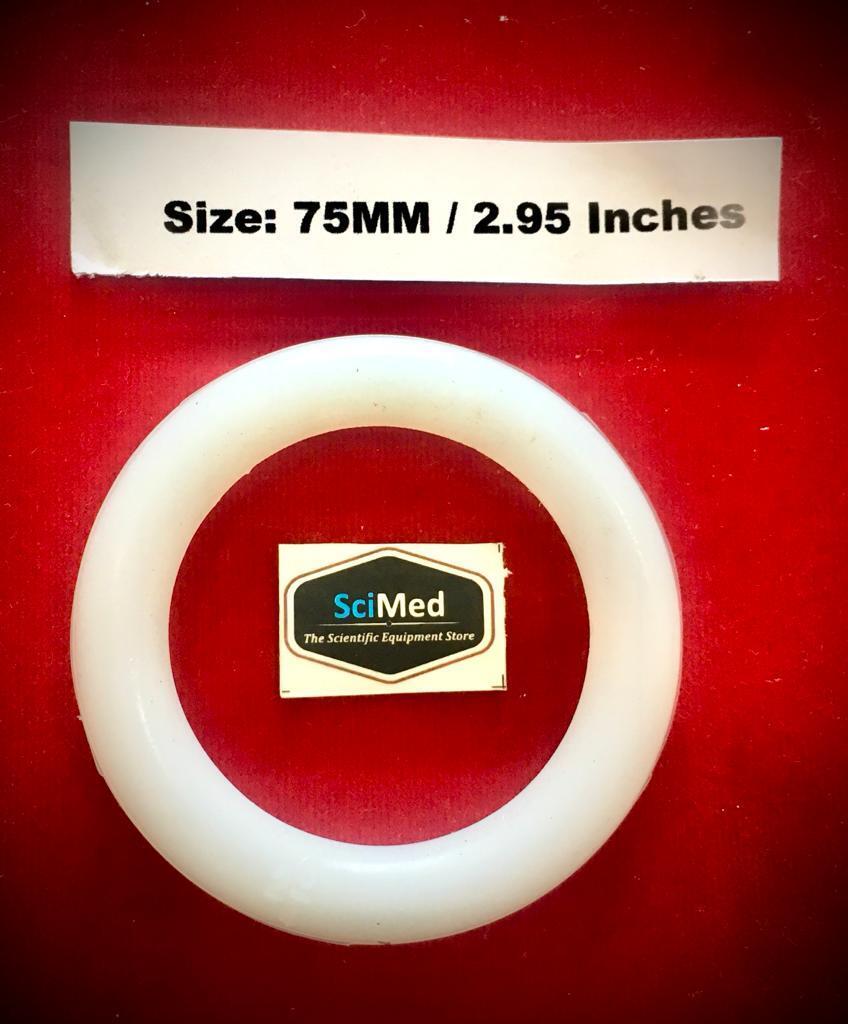 Size: 75MM / 2.95 Inches
SciMed
The Scientific Equipment Store